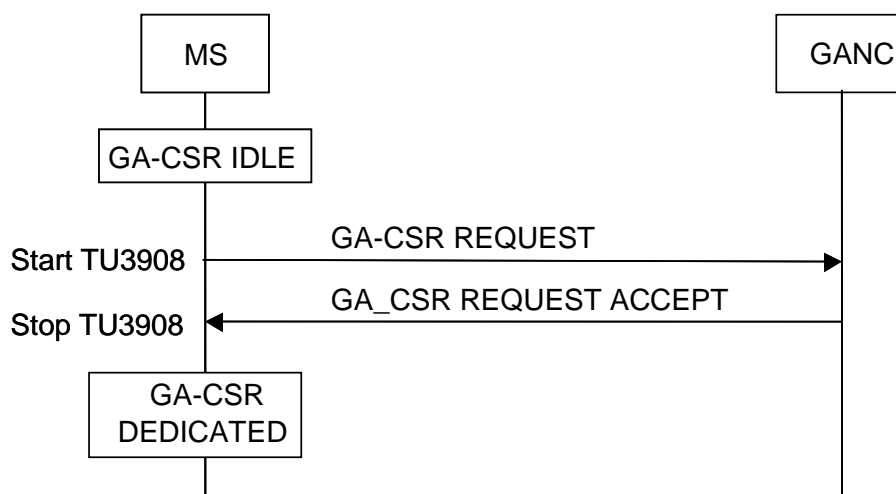 MS
GANC
GA-CSR IDLE
GA-CSR REQUEST
Start TU3908
GA_CSR REQUEST ACCEPT
Stop TU3908
GA-CSR
DEDICATED